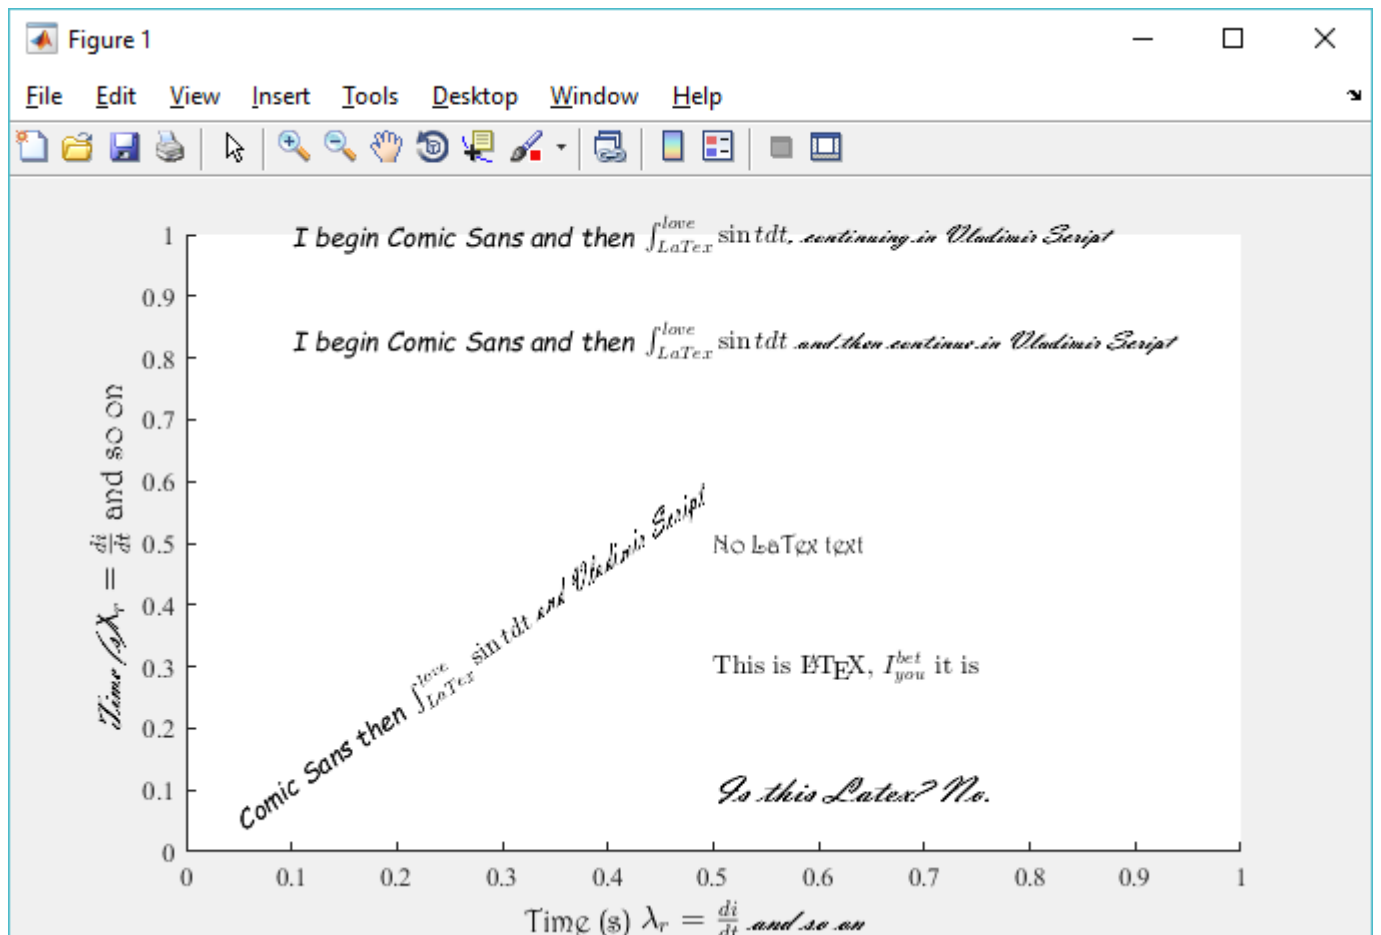 Figure 1
File Edit View Insert Tools Desktop Window Help
I begin Comic Sans and then ∫_{LaTex}^{love} sin tdt, continuing in Vladimir Script
I begin Comic Sans and then ∫_{LaTex}^{love} sin tdt and then continue in Vladimir Script
Comic Sans then ∫_{LaTex}^{love} sin tdt and Vladimir Script
No LaTex text
This is LATEX, I_{you}^{bet} it is
Is this Latex? No.
Time (s)λ_r = di/dt and so on
1
0.9
0.8
0.7
0.6
0.5
0.4
0.3
0.2
0.1
0
0 0.1 0.2 0.3 0.4 0.5 0.6 0.7 0.8 0.9 1
Time (s) λ_r = di/dt and so on